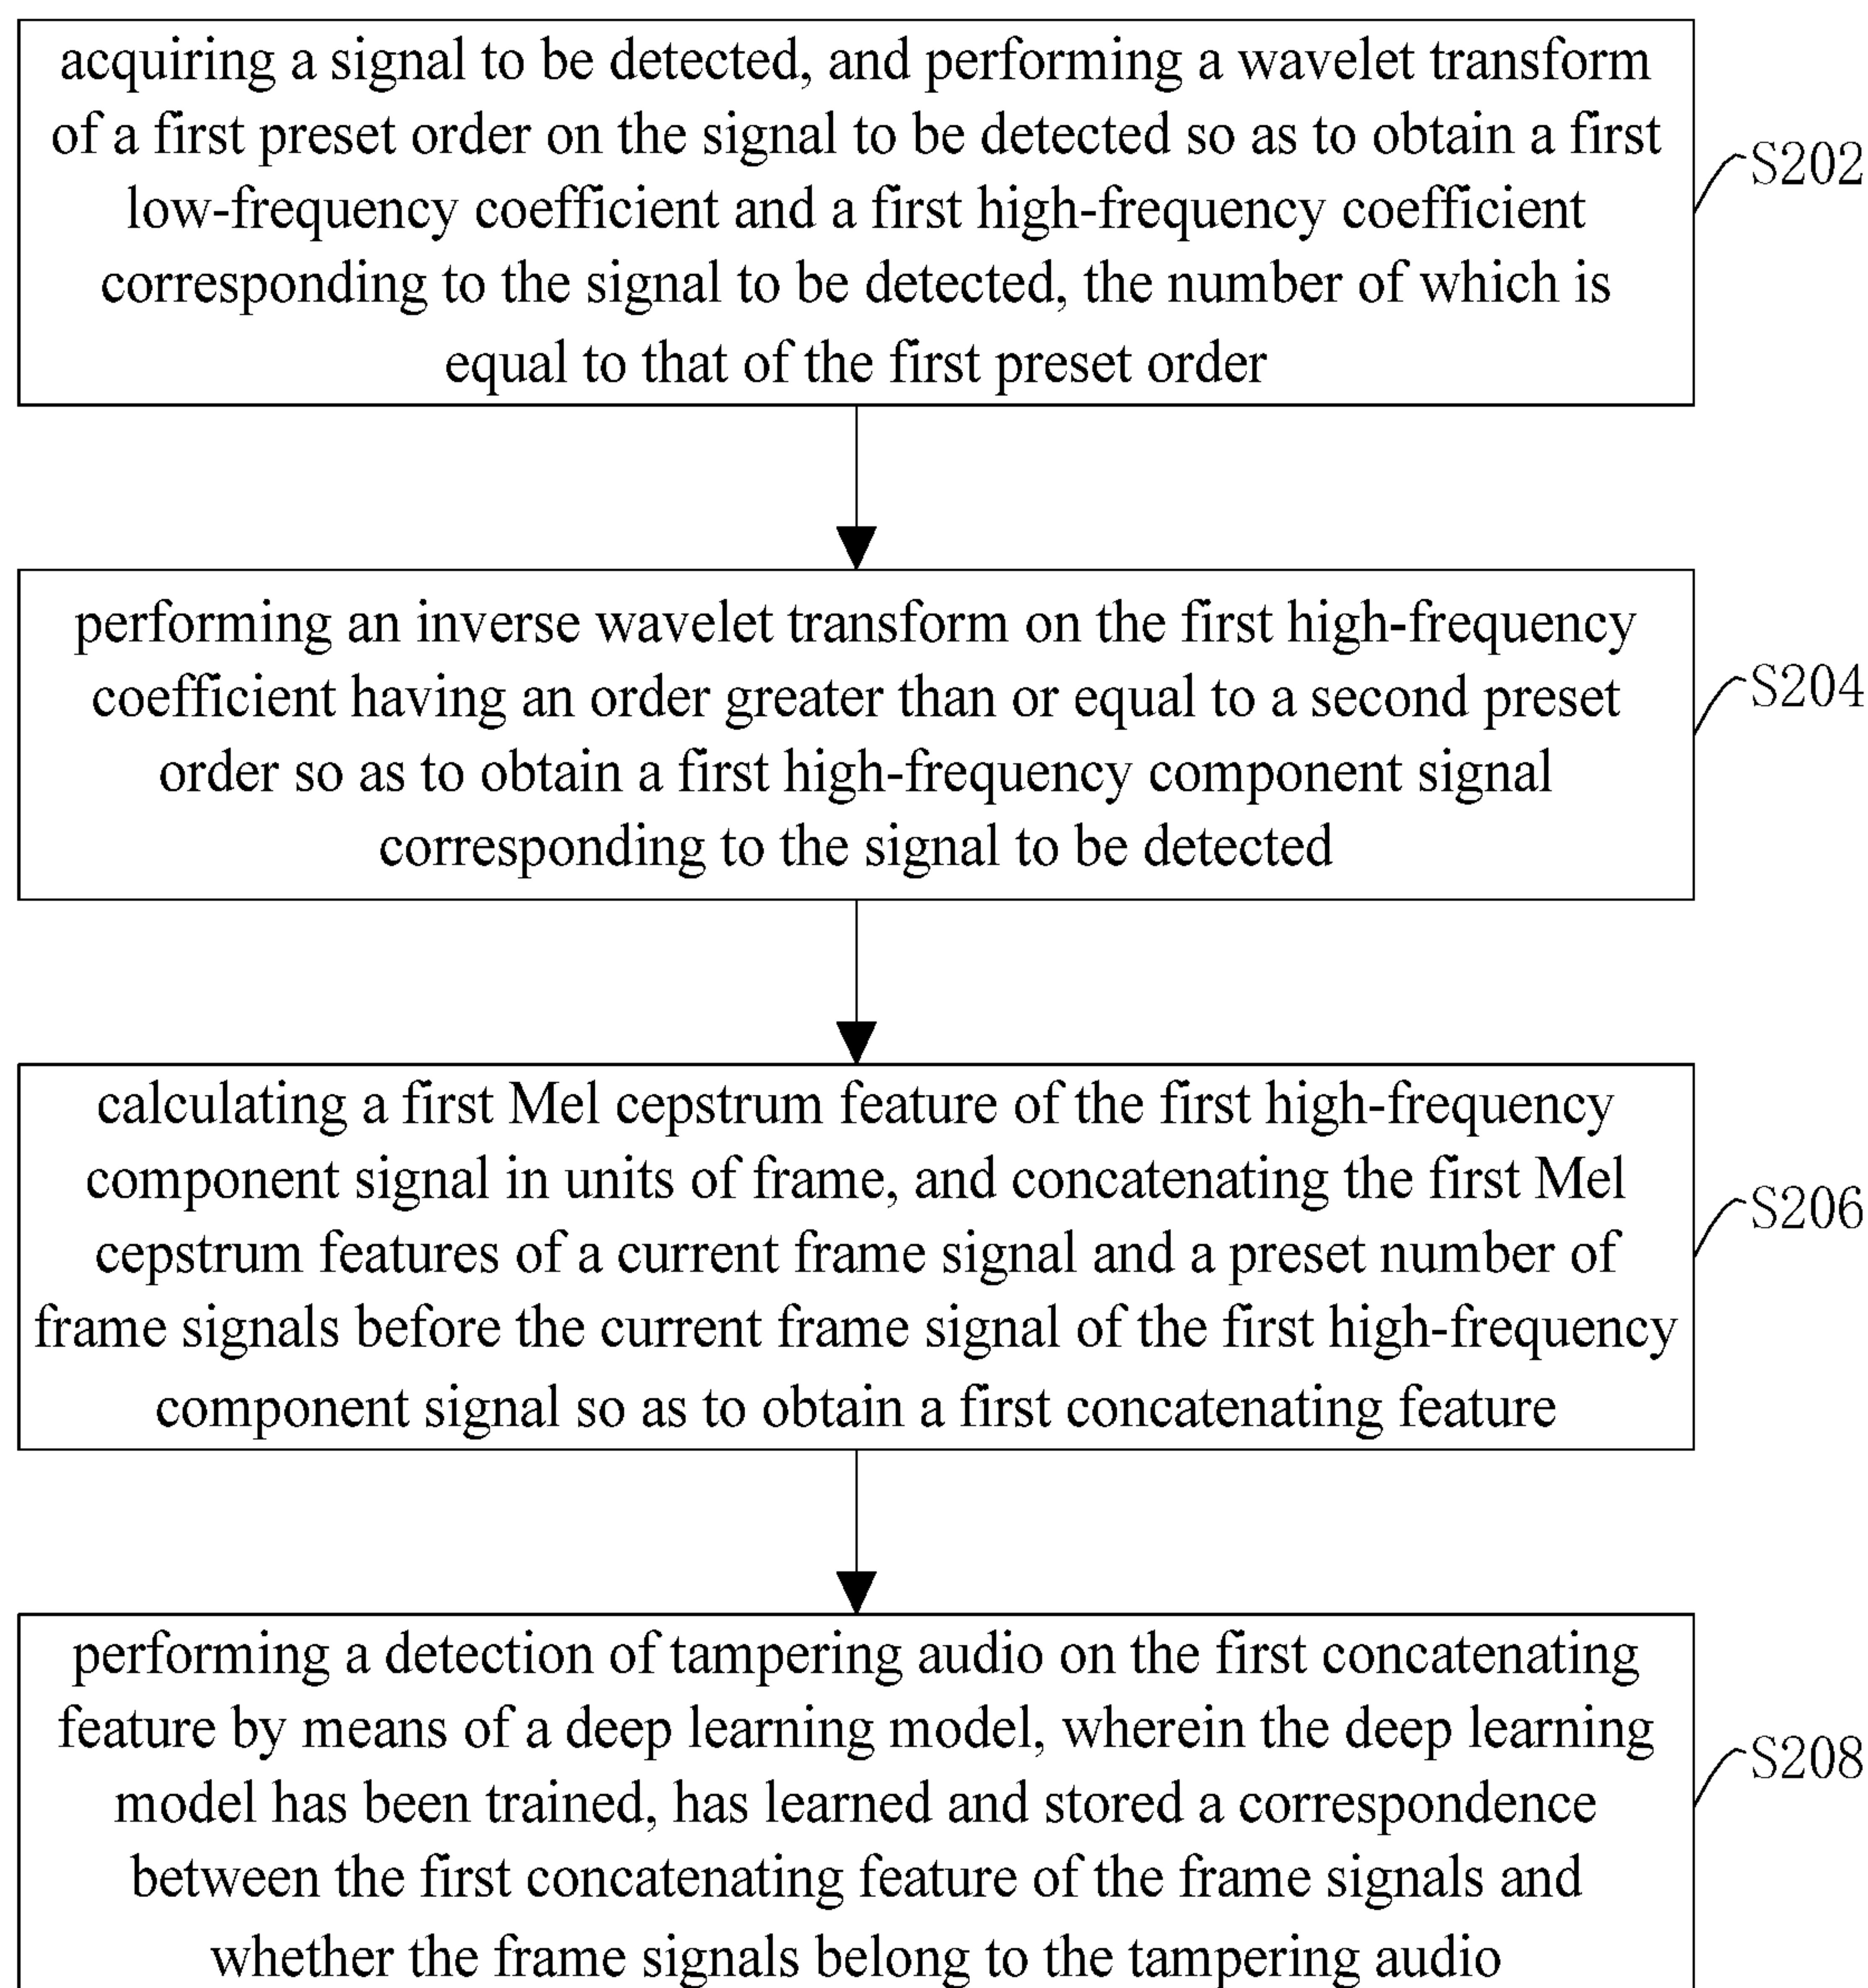 acquiring a signal to be detected, and performing a wavelet transform
of a first preset order on the signal to be detected so as to obtain a first
low-frequency coefficient and a first high-frequency coefficient
corresponding to the signal to be detected, the number of which is
equal to that of the first preset order
S202
performing an inverse wavelet transform on the first high-frequency
coefficient having an order greater than or equal to a second preset
order so as to obtain a first high-frequency component signal
corresponding to the signal to be detected
S204
calculating a first Mel cepstrum feature of the first high-frequency
component signal in units of frame, and concatenating the first Mel
cepstrum features of a current frame signal and a preset number of
frame signals before the current frame signal of the first high-frequency
component signal so as to obtain a first concatenating feature
S206
performing a detection of tampering audio on the first concatenating
feature by means of a deep learning model, wherein the deep learning
model has been trained, has learned and stored a correspondence
between the first concatenating feature of the frame signals and
whether the frame signals belong to the tampering audio
S208